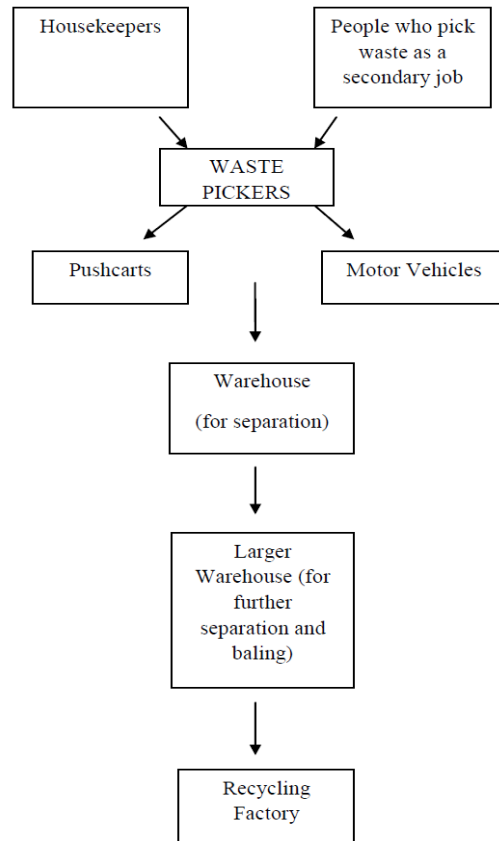 Housekeepers
People who pick
waste as a
secondary job
WASTE
PICKERS
Pushcarts
Motor Vehicles
Warehouse
(for separation)
Larger
Warehouse (for
further
separation and
baling)
Recycling
Factory